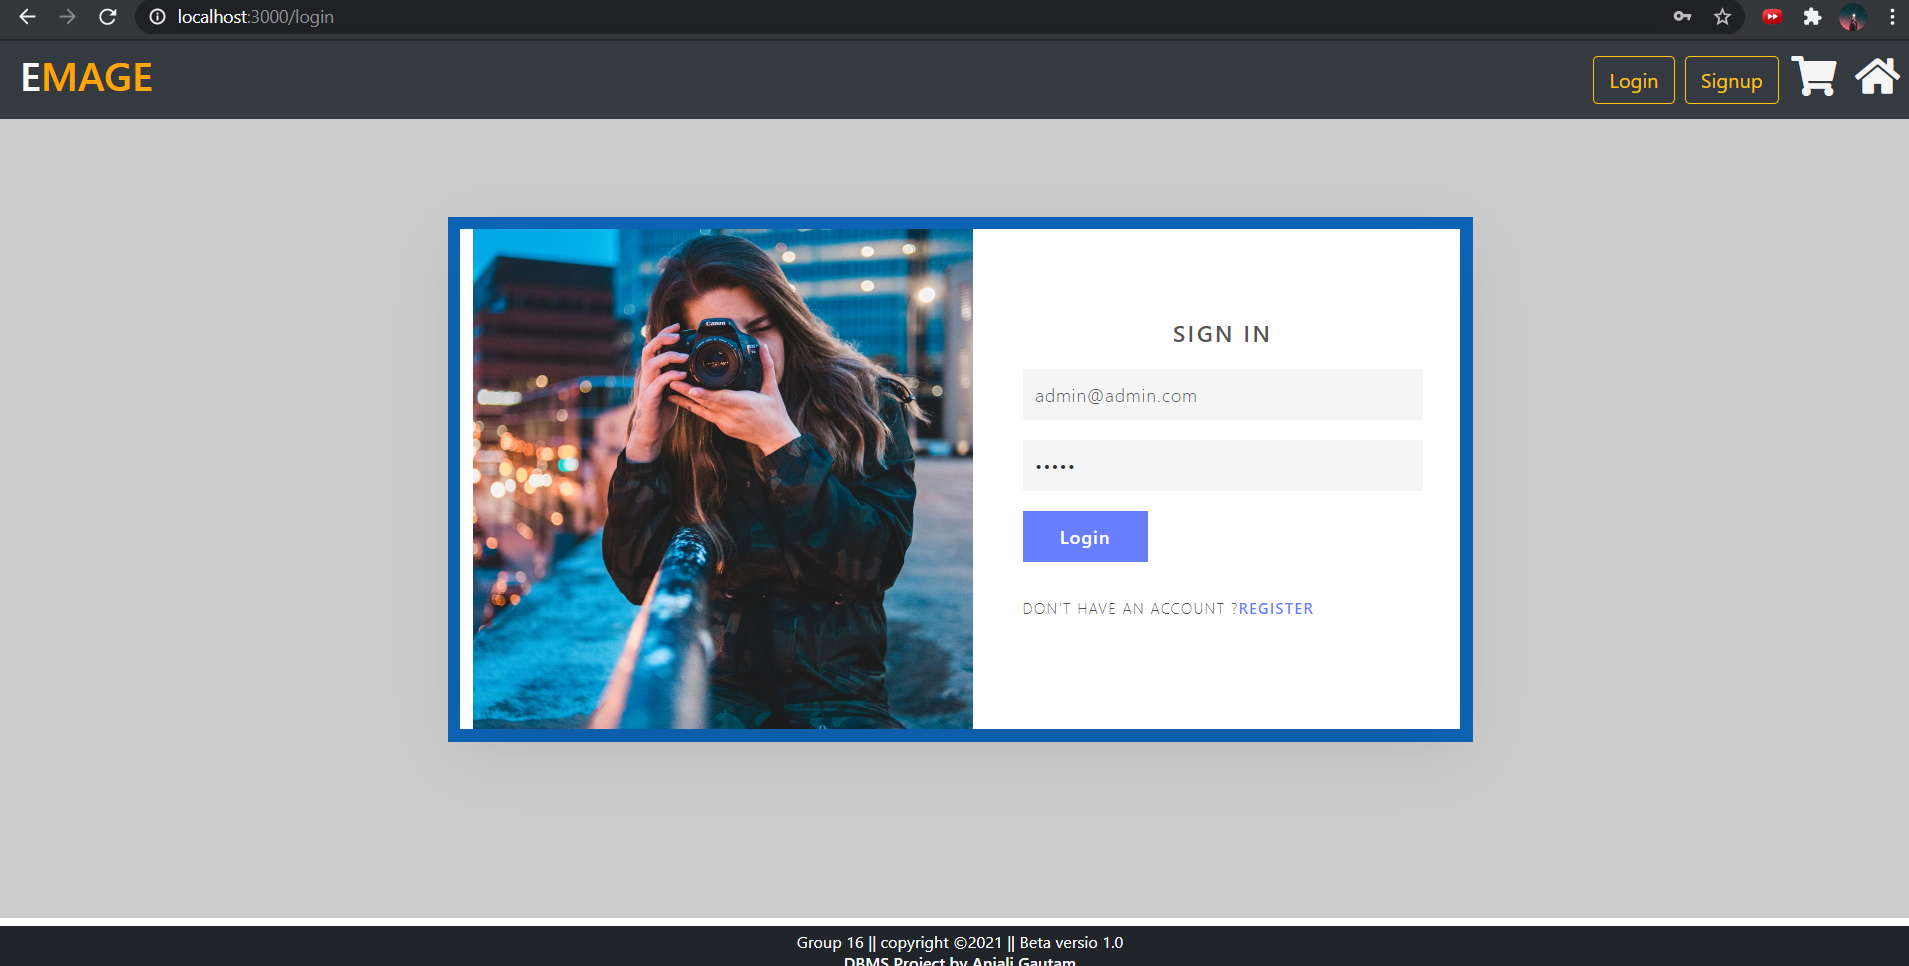 localhost:3000/login
EMAGE
Login
Signup
Canon
SIGN IN
admin@admin.com
•••••
Login
DON'T HAVE AN ACCOUNT ?REGISTER
Group 16 || copyright ©2021 || Beta versio 1.0
DBMS Project by Anjali Gautam